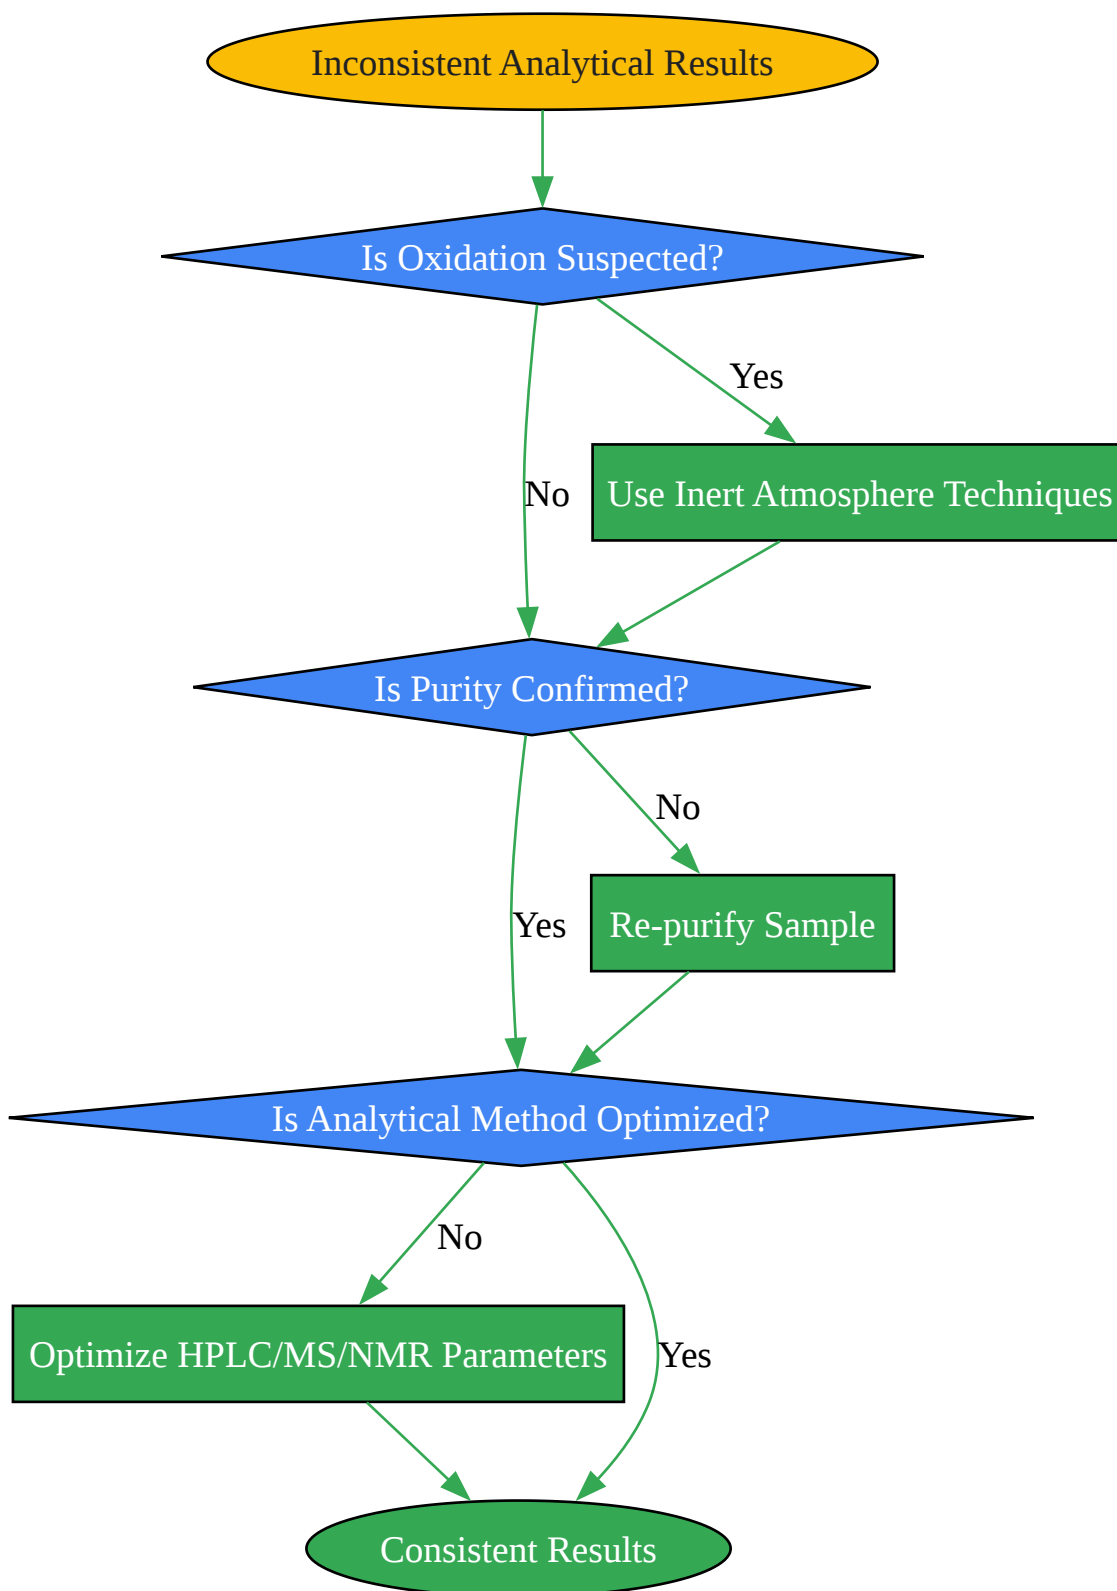 Inconsistent Analytical Results
Is Oxidation Suspected?
Yes
No
Use Inert Atmosphere Techniques
Is Purity Confirmed?
No
Yes
Re-purify Sample
Is Analytical Method Optimized?
No
Optimize HPLC/MS/NMR Parameters
Yes
Consistent Results